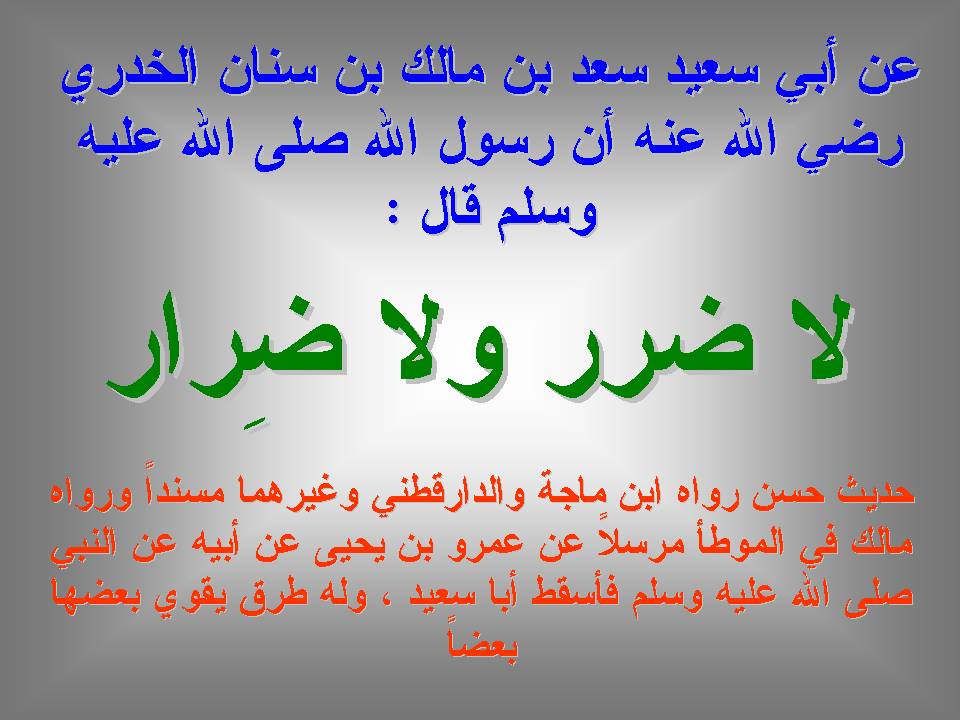 عن أبي سعيد سعد بن مالك بن سنان الخدري
رضي الله عنه أن رسول الله صلى الله عليه
وسلم قال :
لا ضرر ولا ضِرار
حديث حسن رواه ابن ماجة والدارقطني وغيرهما مسنداً ورواه
مالك في الموطأ مرسلاً عن عمرو بن يحيى عن أبيه عن النبي
صلى الله عليه وسلم فأسقط أبا سعيد ، وله طرق يقوي بعضها
بعضاً